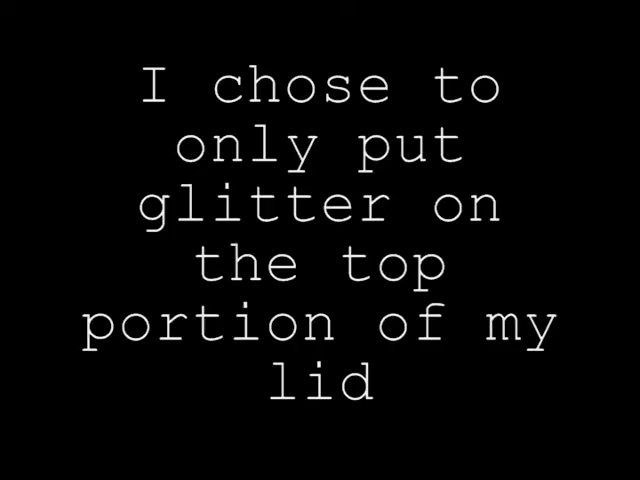 I chose to
only put
glitter on
the top
portion of my
lid